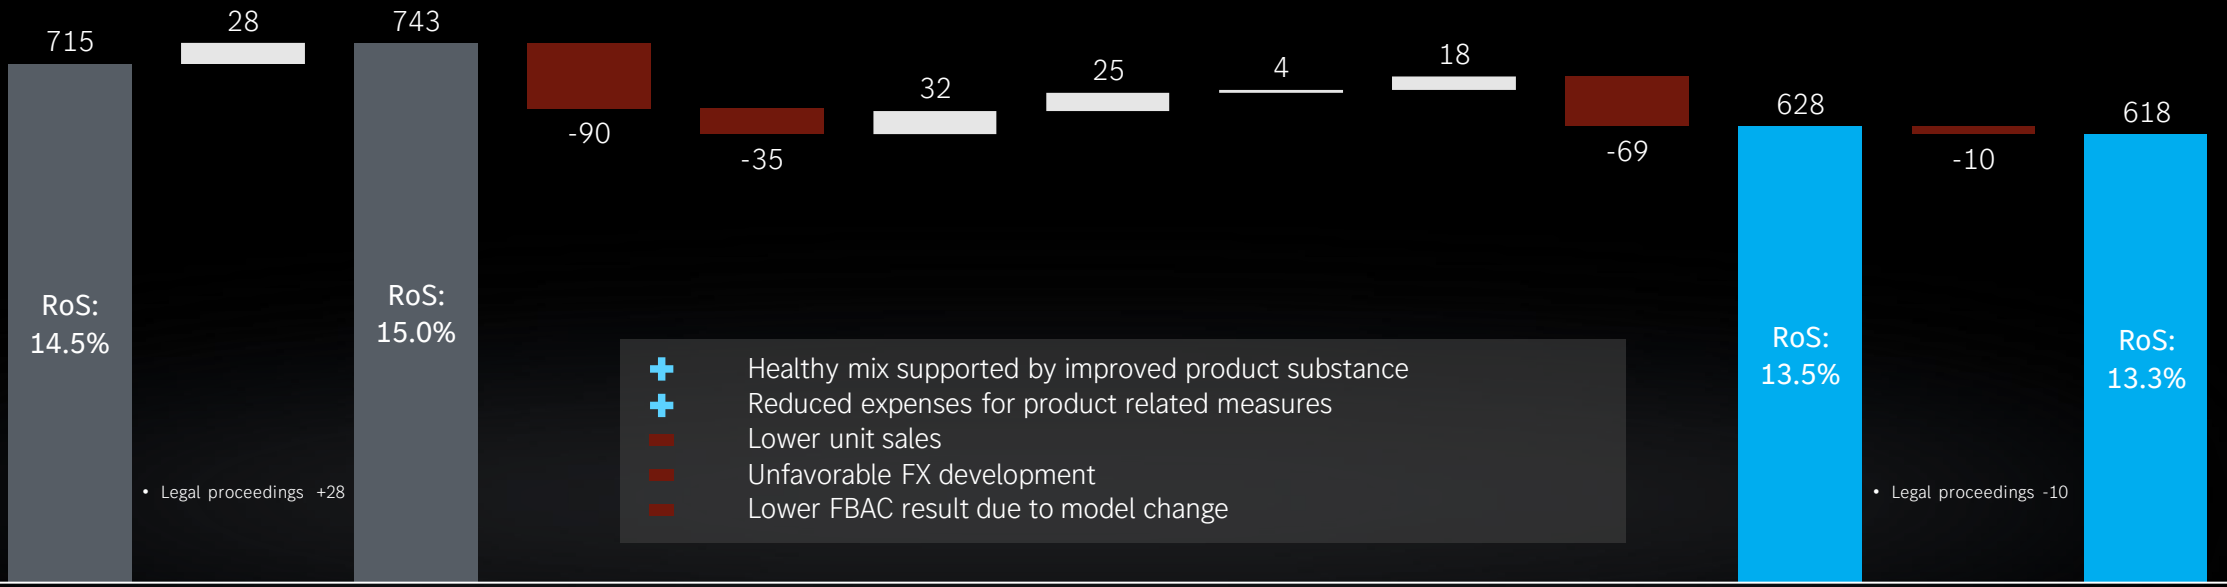 715
28
743
-90
-35
32
25
4
18
-69
628
-10
618
RoS:
14.5%
RoS:
15.0%
RoS:
13.5%
RoS:
13.3%
Healthy mix supported by improved product substance
Reduced expenses for product related measures
Lower unit sales
Unfavorable FX development
Lower FBAC result due to model change
• Legal proceedings +28
• Legal proceedings -10